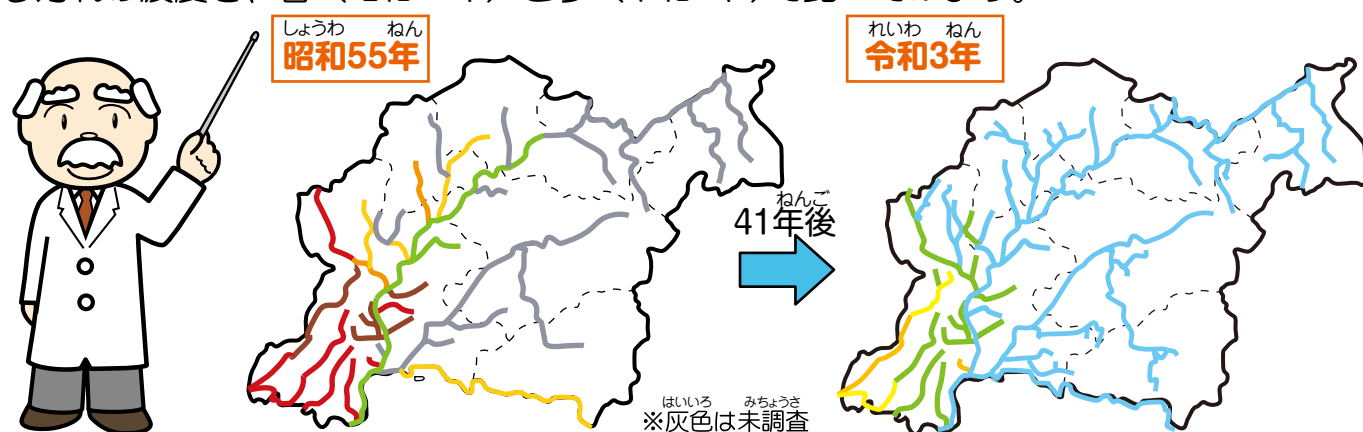 しょうわ ねん
昭和55年
れいわ ねん
令和3年
ねんご
41年後
はいいろ みちょうさ
※灰色は未調査